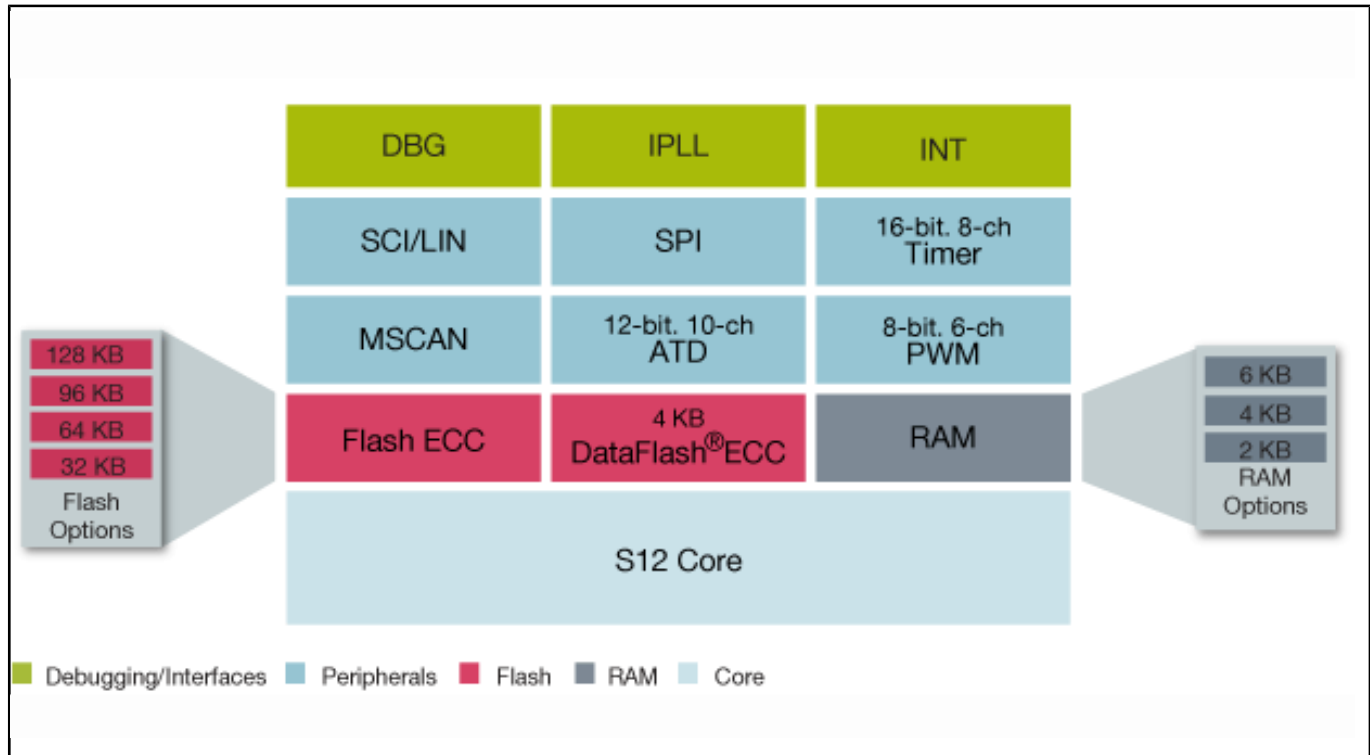 DBG
IPLL
INT
SCI/LIN
SPI
16-bit. 8-ch
Timer
MSCAN
12-bit. 10-ch
ATD
8-bit. 6-ch
PWM
Flash ECC
4 KB
DataFlash®ECC
RAM
S12 Core
128 KB
96 KB
64 KB
32 KB
Flash
Options
6 KB
4 KB
2 KB
RAM
Options
Debugging/Interfaces Peripherals Flash RAM Core